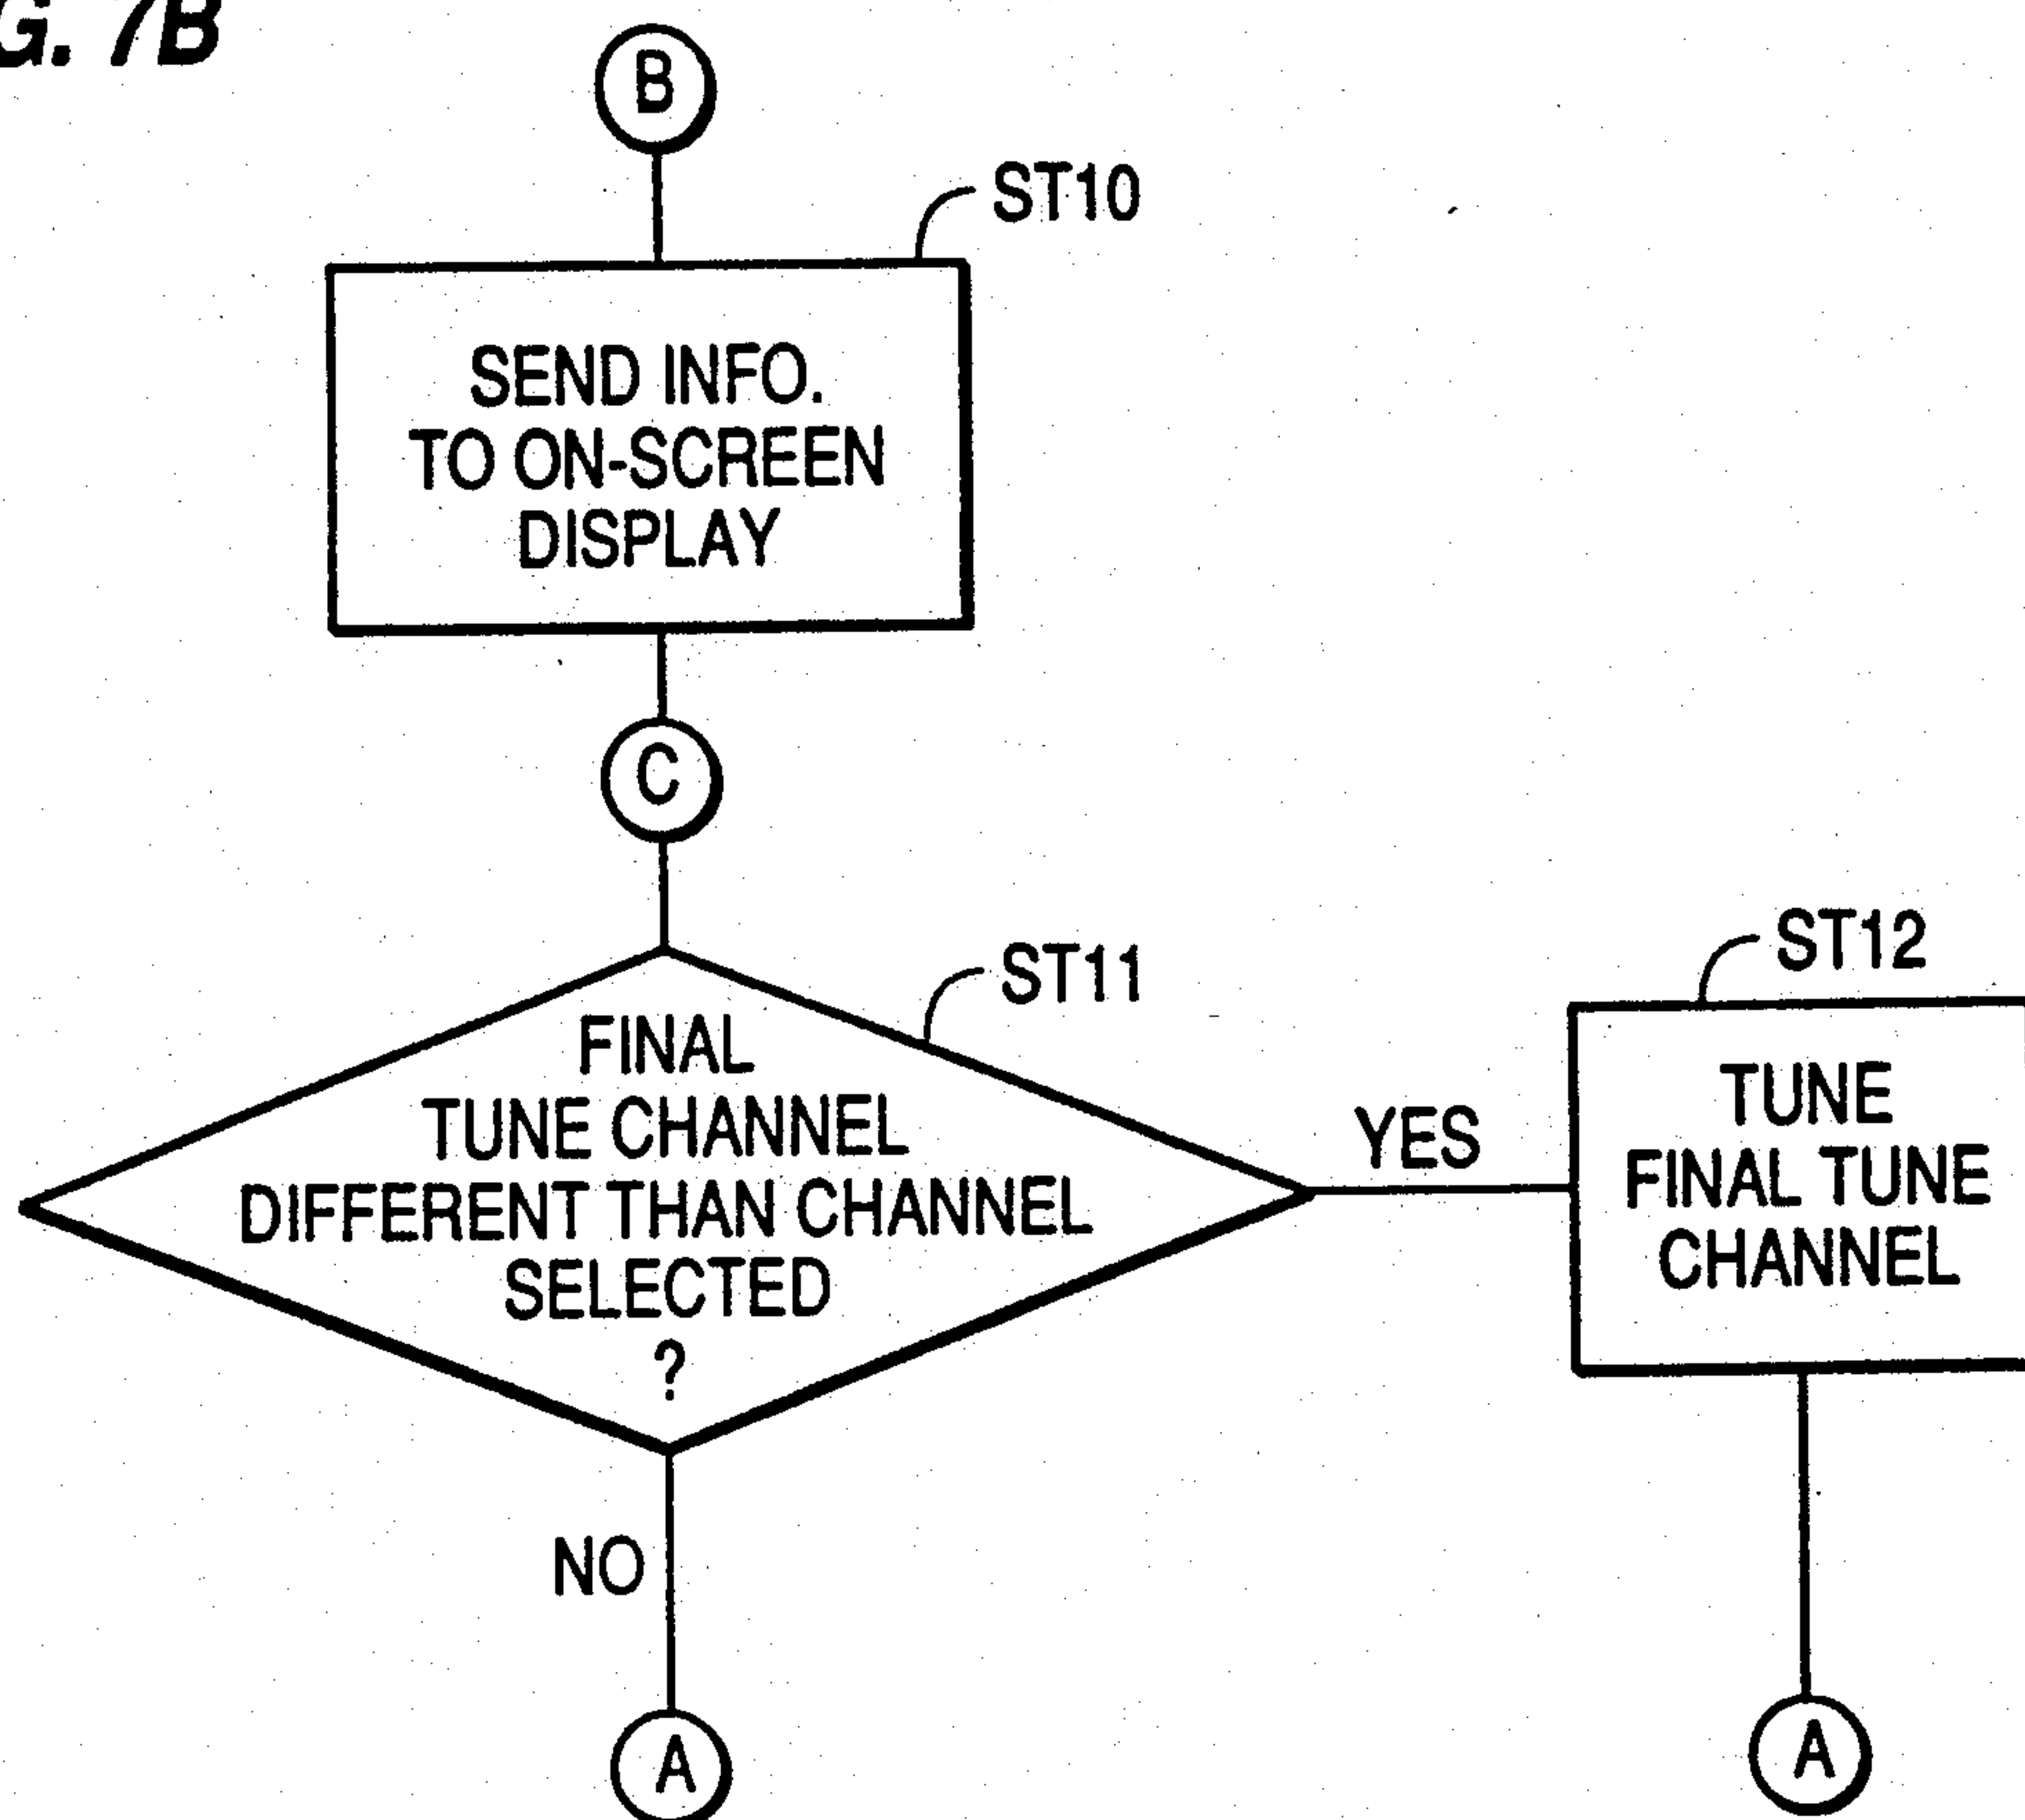 G. 7B
B
ST10
SEND INFO.
TO ON-SCREEN
DISPLAY
C
ST11
FINAL
TUNE CHANNEL
DIFFERENT THAN CHANNEL
SELECTED
?
YES
ST12
TUNE
FINAL TUNE
CHANNEL
NO
A
A